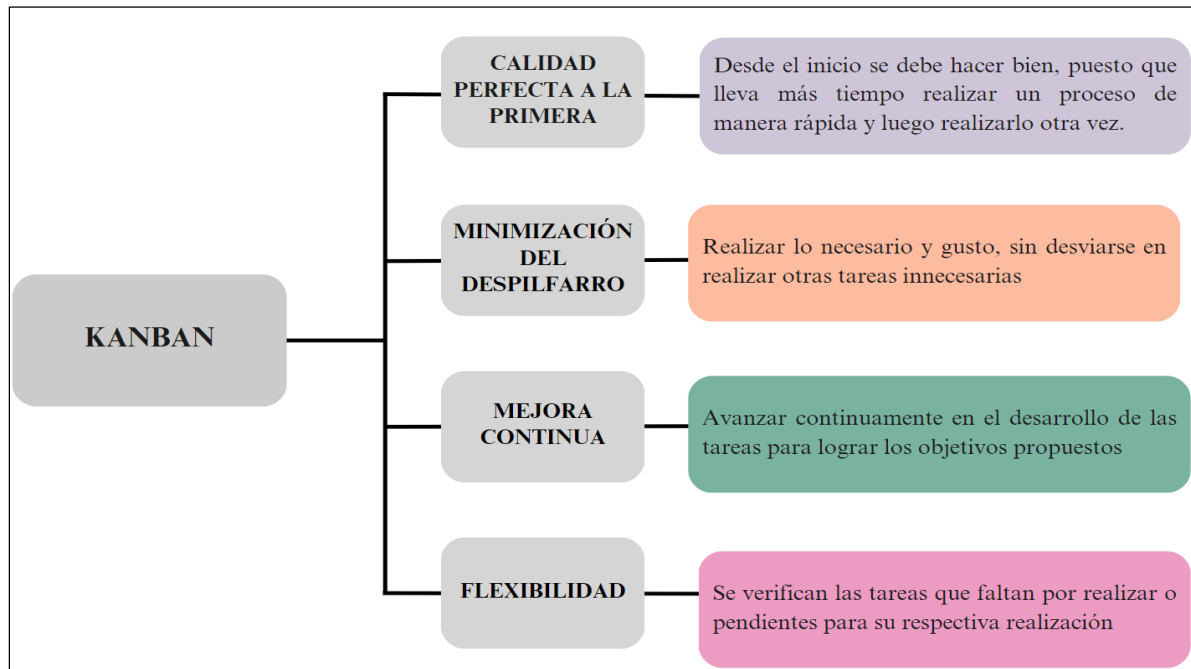 KANBAN
CALIDAD
PERFECTA A LA
PRIMERA
Desde el inicio se debe hacer bien, puesto que
lleva más tiempo realizar un proceso de
manera rápida y luego realizarlo otra vez.
MINIMIZACIÓN
DEL
DESPILFARRO
Realizar lo necesario y gusto, sin desviarse en
realizar otras tareas innecesarias
MEJORA
CONTINUA
Avanzar continuamente en el desarrollo de las
tareas para lograr los objetivos propuestos
FLEXIBILIDAD
Se verifican las tareas que faltan por realizar o
pendientes para su respectiva realización